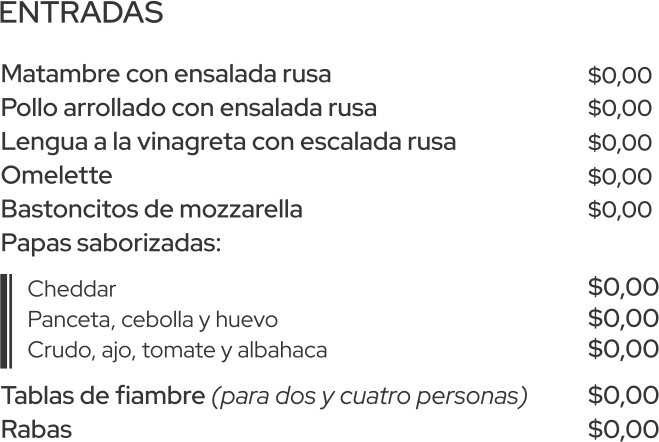 ENTRADAS
Matambre con ensalada rusa $0,00
Pollo arrollado con ensalada rusa $0,00
Lengua a la vinagreta con escalada rusa $0,00
Omelette $0,00
Bastoncitos de mozzarella $0,00
Papas saborizadas:
Cheddar $0,00
Panceta, cebolla y huevo $0,00
Crudo, ajo, tomate y albahaca $0,00
Tablas de fiambre (para dos y cuatro personas) $0,00
Rabas $0,00